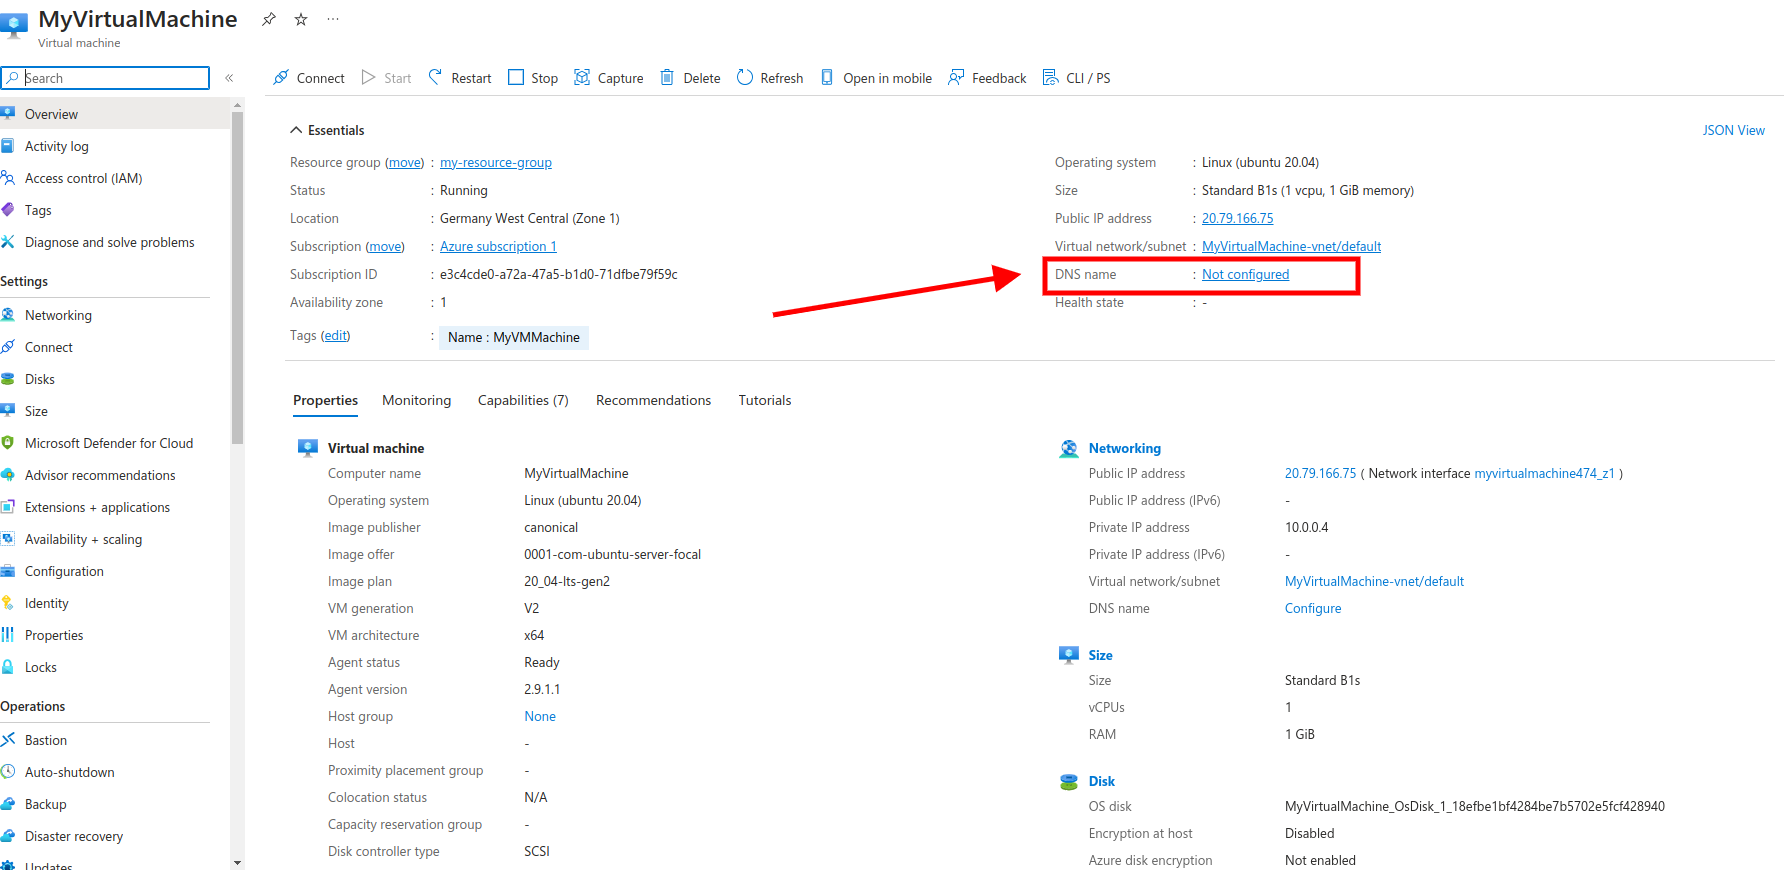 MyVirtualMachine
Virtual machine
Search
«
Connect Start Restart Stop Capture Delete Refresh Open in mobile Feedback CLI / PS
Overview
Activity log
Access control (IAM)
Tags
Diagnose and solve problems
Settings
Networking
Connect
Disks
Size
Microsoft Defender for Cloud
Advisor recommendations
Extensions + applications
Availability + scaling
Configuration
Identity
Properties
Locks
Operations
Bastion
Auto-shutdown
Backup
Disaster recovery
Updates
Essentials
JSON View
Resource group (move) : my-resource-group
Status : Running
Location : Germany West Central (Zone 1)
Subscription (move) : Azure subscription 1
Subscription ID : e3c4cde0-a72a-47a5-b1d0-71dfbe79f59c
Availability zone : 1
Tags (edit) : Name : MyVMMachine
Operating system : Linux (ubuntu 20.04)
Size : Standard B1s (1 vcpu, 1 GiB memory)
Public IP address : 20.79.166.75
Virtual network/subnet : MyVirtualMachine-vnet/default
DNS name : Not configured
Health state : -
Properties Monitoring Capabilities (7) Recommendations Tutorials
Virtual machine
Computer name MyVirtualMachine
Operating system Linux (ubuntu 20.04)
Image publisher canonical
Image offer 0001-com-ubuntu-server-focal
Image plan 20_04-lts-gen2
VM generation V2
VM architecture x64
Agent status Ready
Agent version 2.9.1.1
Host group None
Host -
Proximity placement group -
Colocation status N/A
Capacity reservation group -
Disk controller type SCSI
Networking
Public IP address 20.79.166.75 ( Network interface myvirtualmachine474_z1 )
Public IP address (IPv6) -
Private IP address 10.0.0.4
Private IP address (IPv6) -
Virtual network/subnet MyVirtualMachine-vnet/default
DNS name Configure
Size
Size Standard B1s
vCPUs 1
RAM 1 GiB
Disk
OS disk MyVirtualMachine_OsDisk_1_18efbe1bf4284be7b5702e5fcf428940
Encryption at host Disabled
Azure disk encryption Not enabled